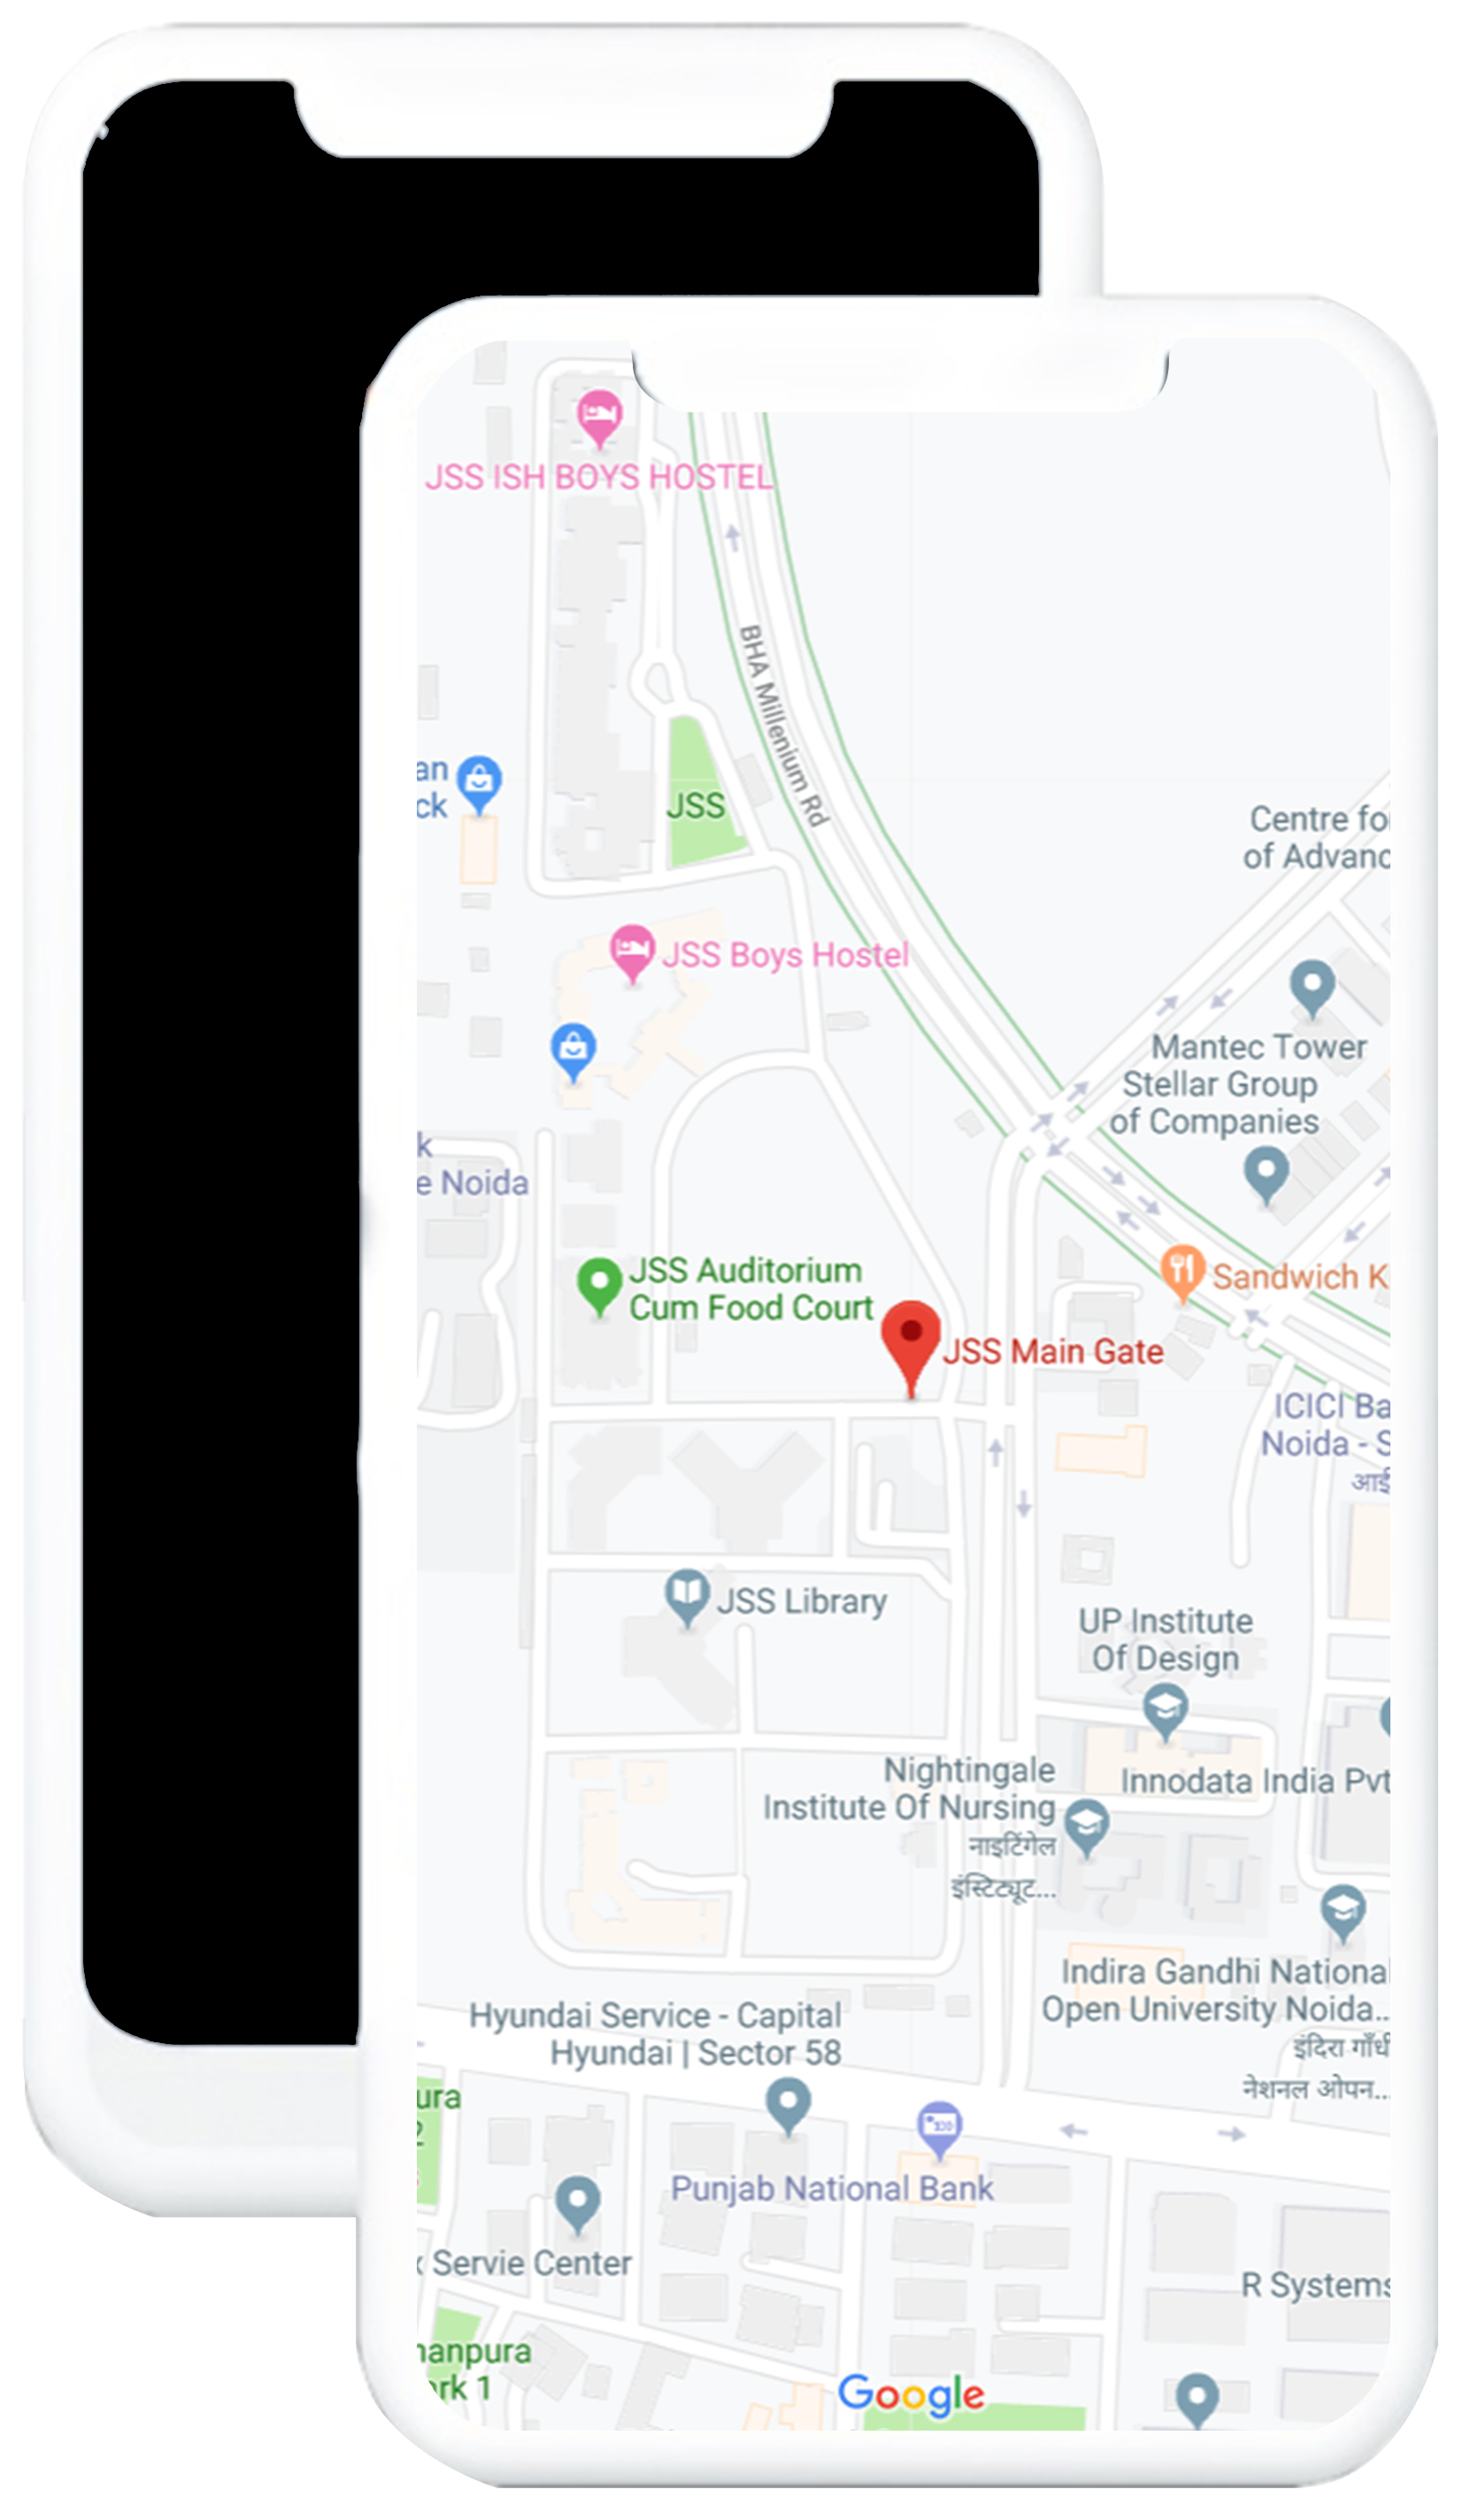 JSS ISH BOYS HOSTEL
BHA Millenium Rd
an
ck
JSS
Centre fo
of Advanc
JSS Boys Hostel
Mantec Tower
Stellar Group
of Companies
k
e Noida
JSS Auditorium
Cum Food Court
Sandwich K
JSS Main Gate
ICICI Ba
Noida - S
आई
JSS Library
UP Institute
Of Design
Nightingale
Institute Of Nursing
नाइटिंगेल
इंस्टिट्यूट...
Innodata India Pvt
Indira Gandhi National
Open University Noida...
इंदिरा गाँधी
नेशनल ओपन...
Hyundai Service - Capital
Hyundai | Sector 58
ura
2
Punjab National Bank
x Servie Center
R Systems
nanpura
ark 1
Google